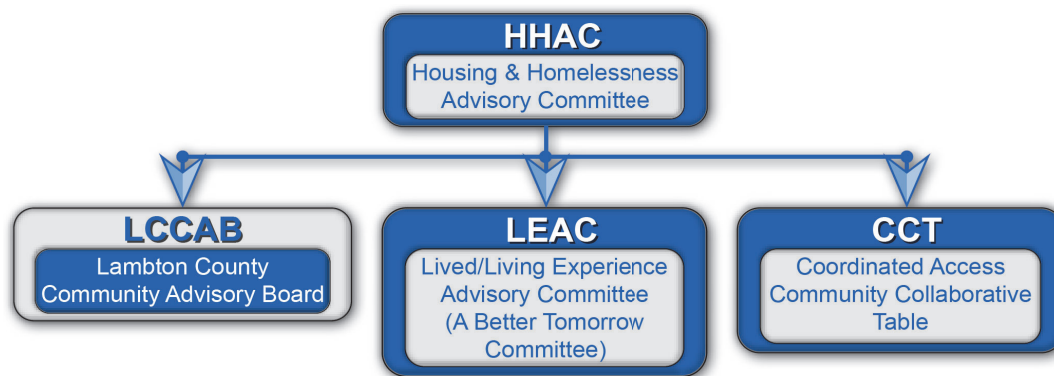 HHAC
Housing & Homelessness
Advisory Committee
LCCAB
Lambton County
Community Advisory Board
LEAC
Lived/Living Experience
Advisory Committee
(A Better Tomorrow
Committee)
CCT
Coordinated Access
Community Collaborative
Table